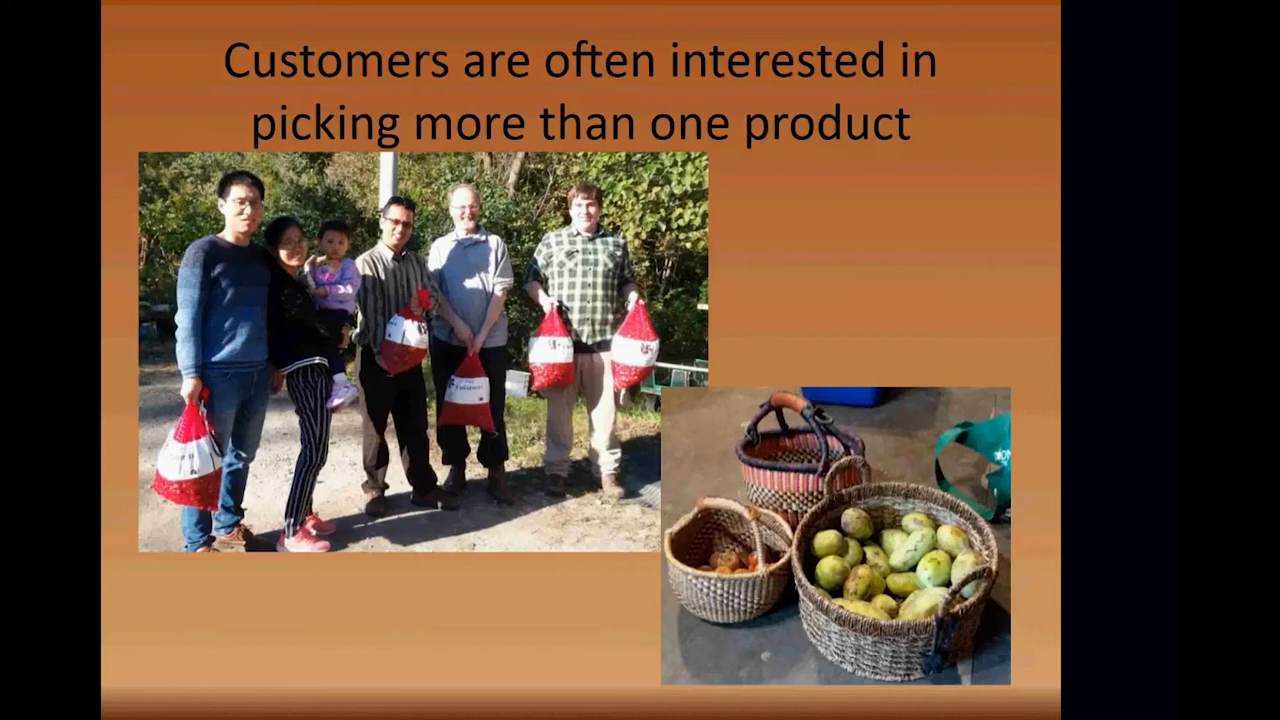 Customers are often interested in
picking more than one product